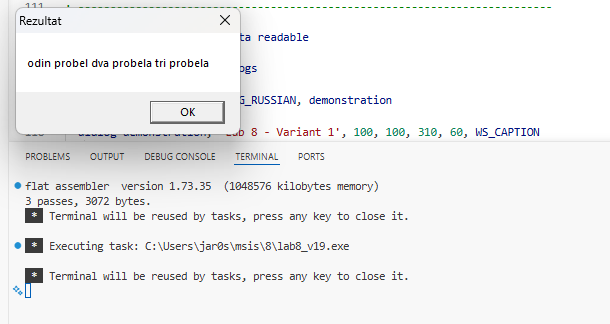 111
Rezultat
ta readable
odin probel dva probela tri probela
ogs
G_RUSSIAN, demonstration
OK
8 - Variant 1', 100, 100, 310, 60, WS_CAPTION
PROBLEMS OUTPUT DEBUG CONSOLE TERMINAL PORTS
flat assembler version 1.73.35 (1048576 kilobytes memory)
3 passes, 3072 bytes.
* Terminal will be reused by tasks, press any key to close it.
* Executing task: C:\Users\jar0s\msis\8\lab8_v19.exe
* Terminal will be reused by tasks, press any key to close it.